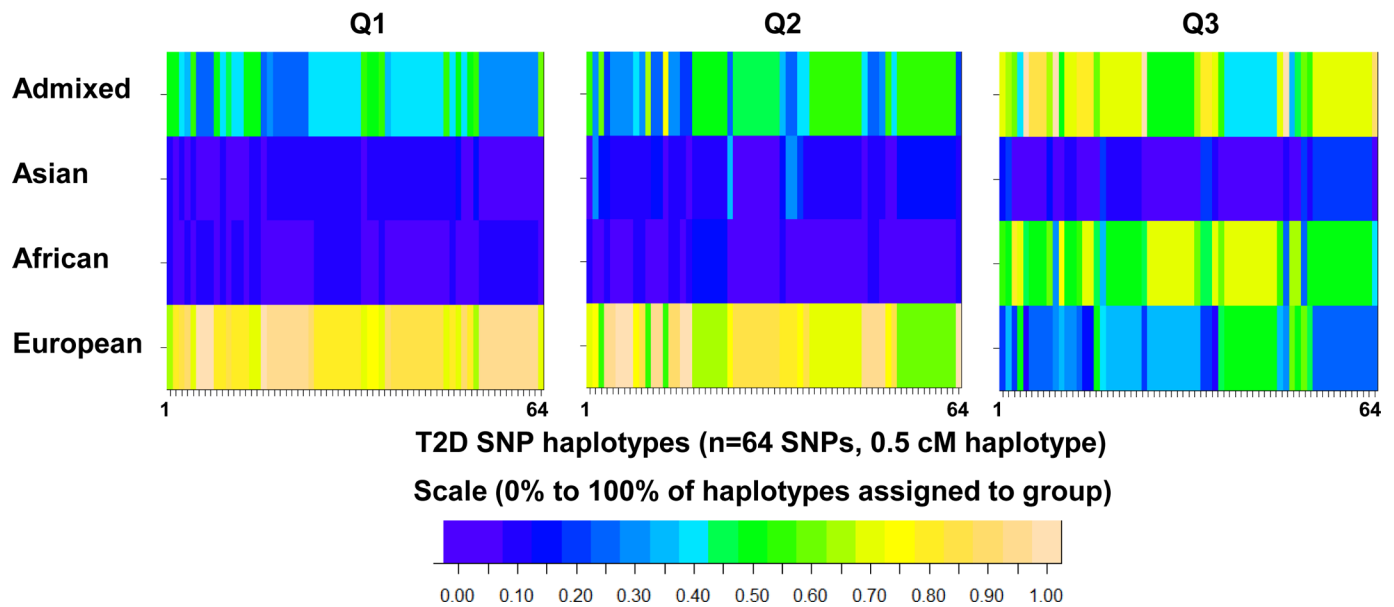 Q1 Q2 Q3
Admixed
Asian
African
European
1 64 1 64 1 64
T2D SNP haplotypes (n=64 SNPs, 0.5 cM haplotype)
Scale (0% to 100% of haplotypes assigned to group)
0.00 0.10 0.20 0.30 0.40 0.50 0.60 0.70 0.80 0.90 1.00